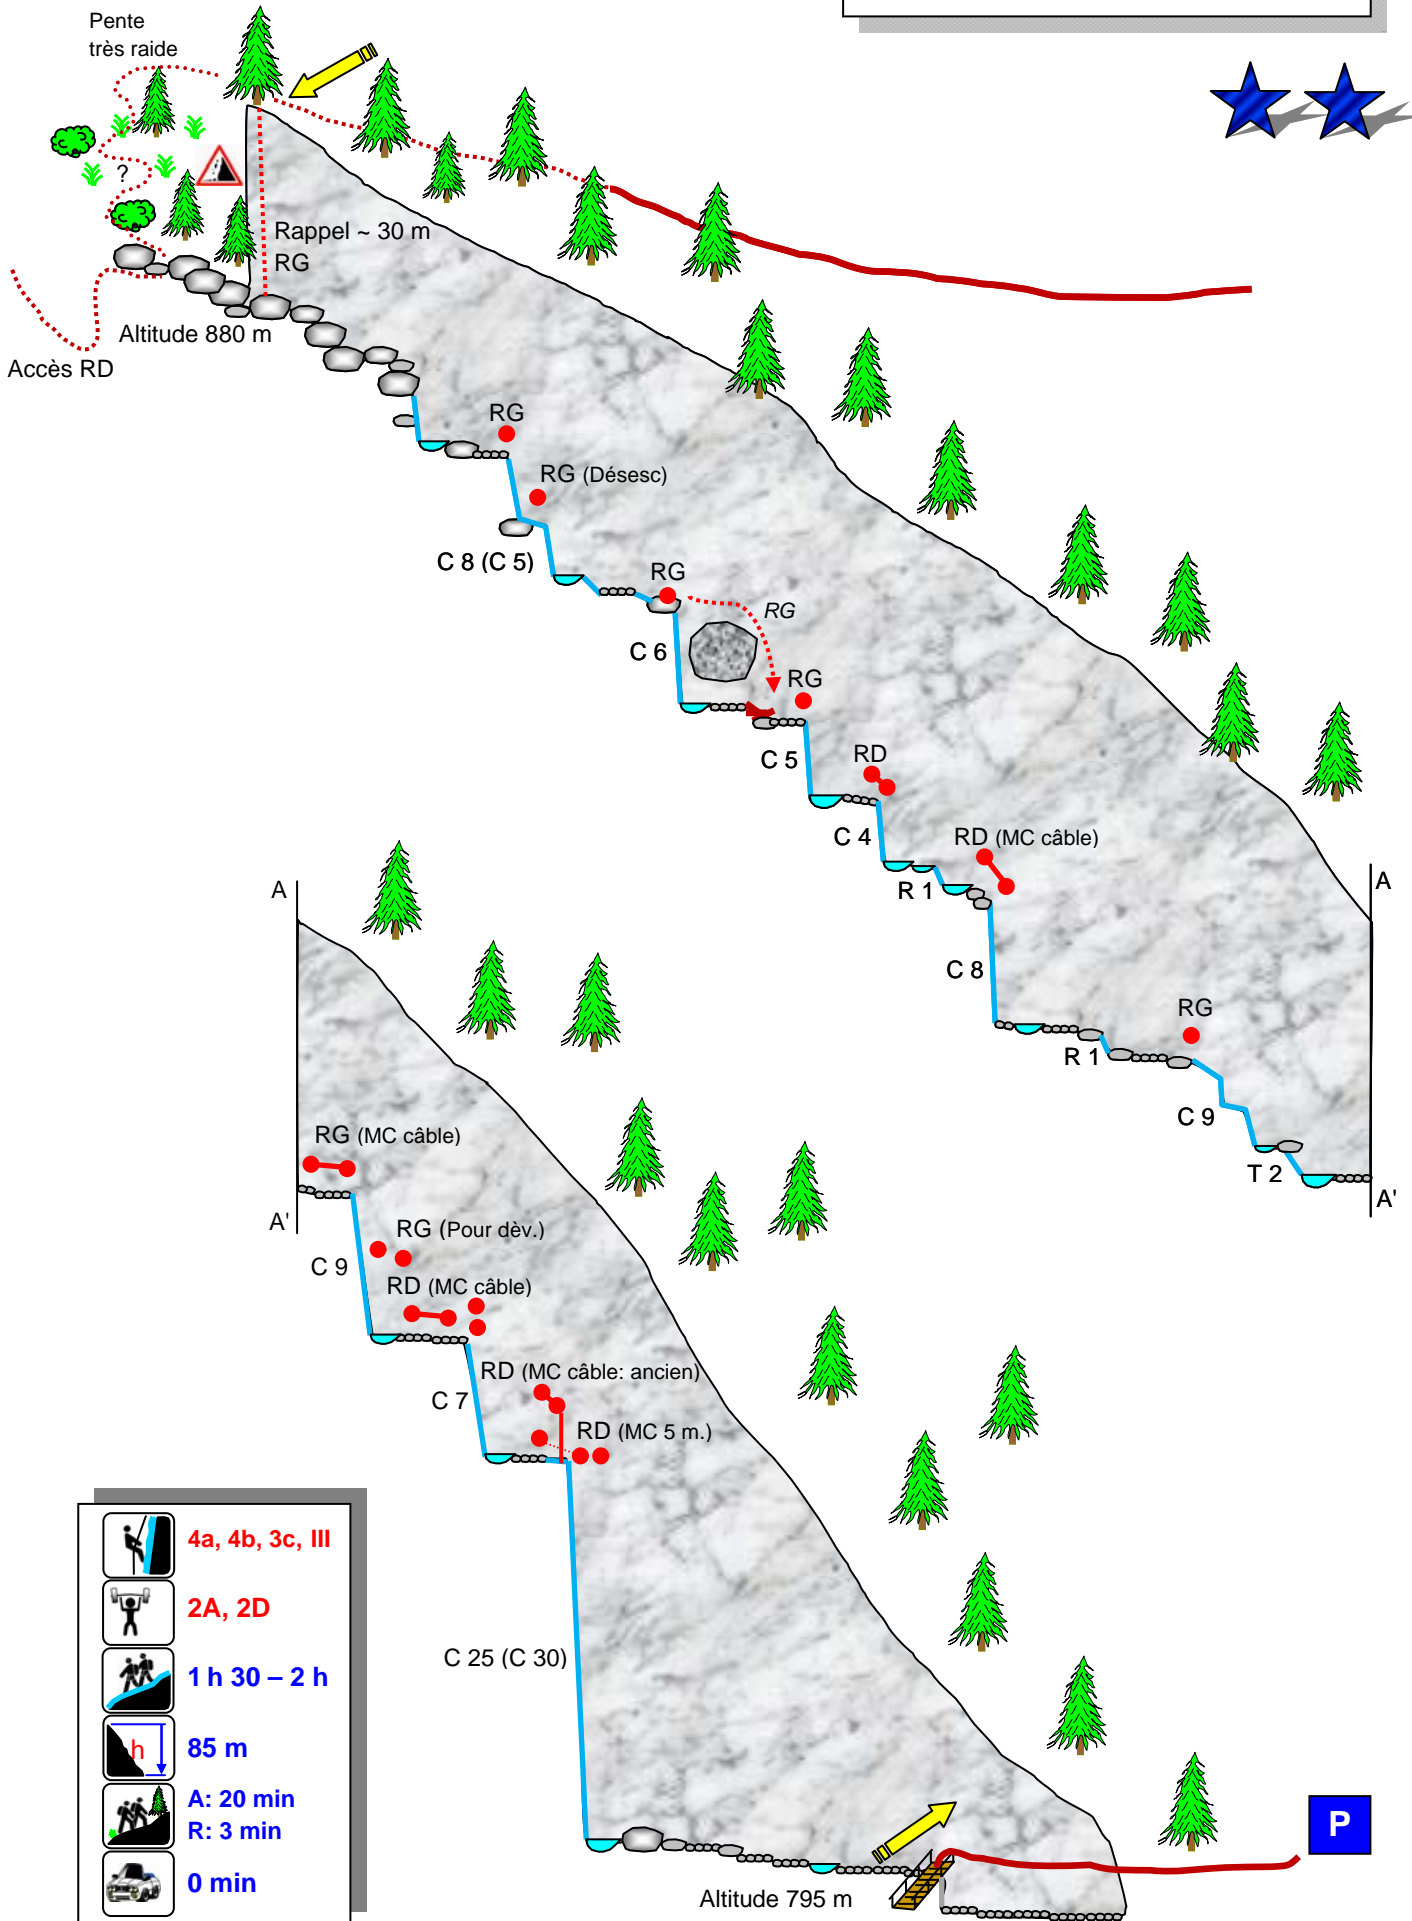 Pente
très raide
?
Rappel ~ 30 m
RG
Altitude 880 m
Accès RD
RG
RG (Désesc)
C 8 (C 5)
RG
RG
C 6
RG
C 5
RD
C 4
RD (MC câble)
R 1
A
C 8
RG
R 1
C 9
T 2
A'
A
RG (MC câble)
A'
RG (Pour dèv.)
C 9
RD (MC câble)
RD (MC câble: ancien)
C 7
RD (MC 5 m.)
C 25 (C 30)
4a, 4b, 3c, III
2A, 2D
1 h 30 – 2 h
h
85 m
A: 20 min
R: 3 min
0 min
P
Altitude 795 m